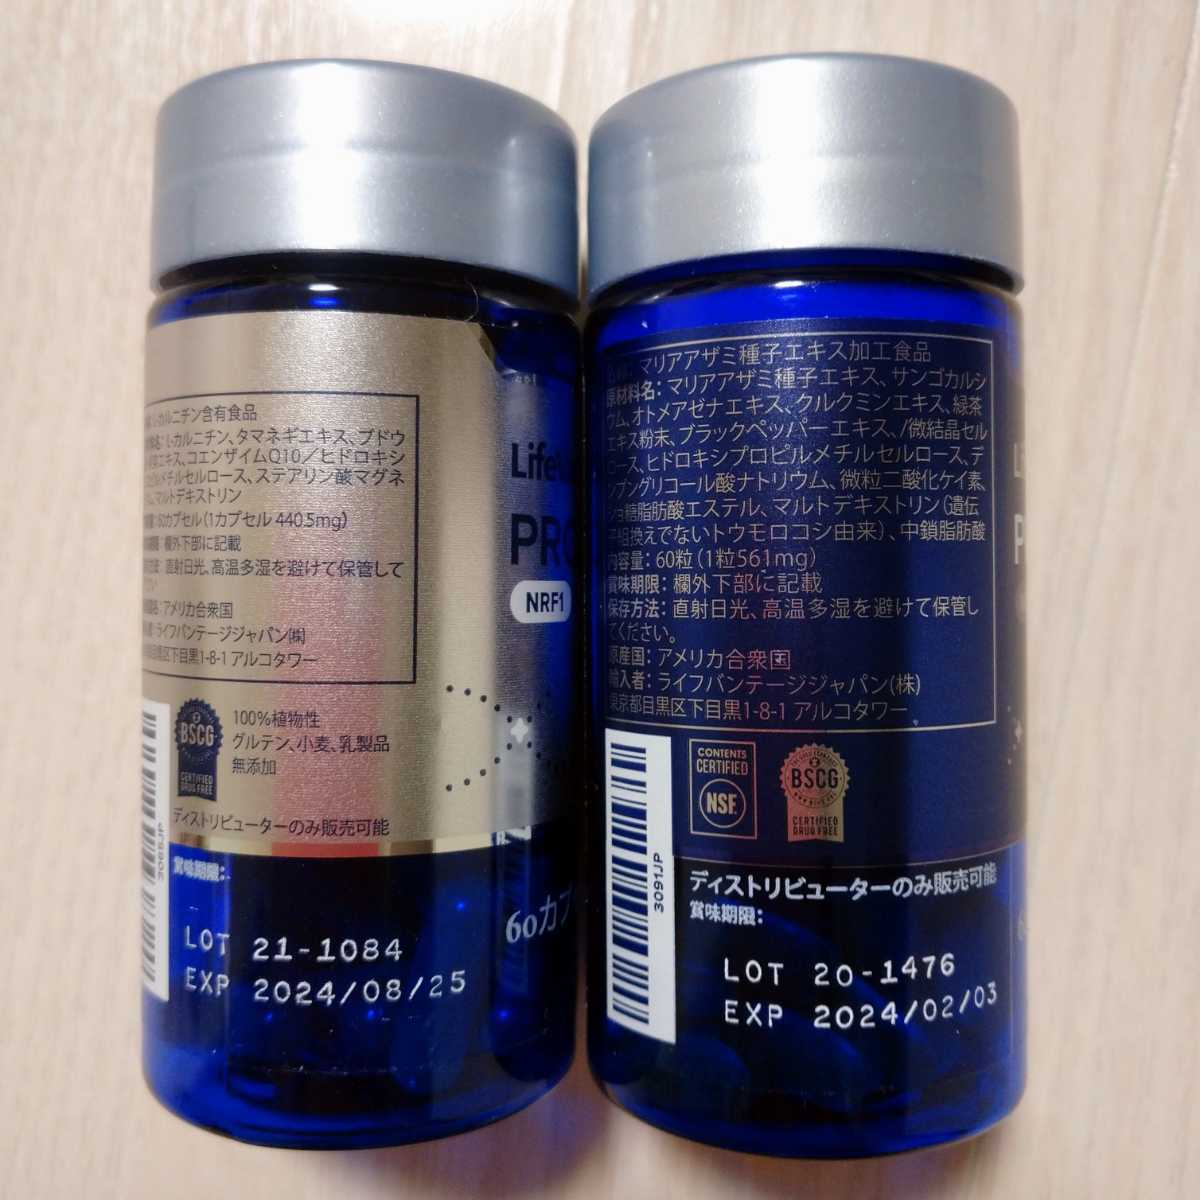 L-カルニチン含有食品
L-カルニチン、タマネギエキス、ブドウ
エキス、コエンザイムQ10／ヒドロキシ
ピルメチルセルロース、ステアリン酸マグネ
マルトデキストリン
60カプセル（1カプセル 440.5mg）
欄外下部に記載
直射日光、高温多湿を避けて保管して
アメリカ合衆国
ライフバンテージジャパン㈱
区下目黒1-8-1 アルコタワー
BSCG
CERTIFIED
DRUG FREE
100%植物性
グルテン、小麦、乳製品
無添加
ディストリビューターのみ販売可能
賞味期限:
LOT 21-1084
EXP 2024/08/25
3065JP
Life
PRO
NRF1
60カプ
マリアアザミ種子エキス加工食品
原材料名：マリアアザミ種子エキス、サンゴカルシ
ウム、オトメアゼナエキス、クルクミンエキス、緑茶
エキス粉末、ブラックペッパーエキス、/微結晶セル
ロース、ヒドロキシプロピルメチルセルロース、デ
ンプングリコール酸ナトリウム、微粒二酸化ケイ素、
ショ糖脂肪酸エステル、マルトデキストリン（遺伝
子組換えでないトウモロコシ由来）、中鎖脂肪酸
内容量：60粒（1粒561mg）
賞味期限：欄外下部に記載
保存方法：直射日光、高温多湿を避けて保管し
てください。
原産国：アメリカ合衆国
輸入者：ライフバンテージジャパン(株)
東京都目黒区下目黒1-8-1 アルコタワー
CONTENTS
CERTIFIED
NSF
BSCG
CERTIFIED
DRUG FREE
3091JP
ディストリビューターのみ販売可能
賞味期限：
LOT 20-1476
EXP 2024/02/03